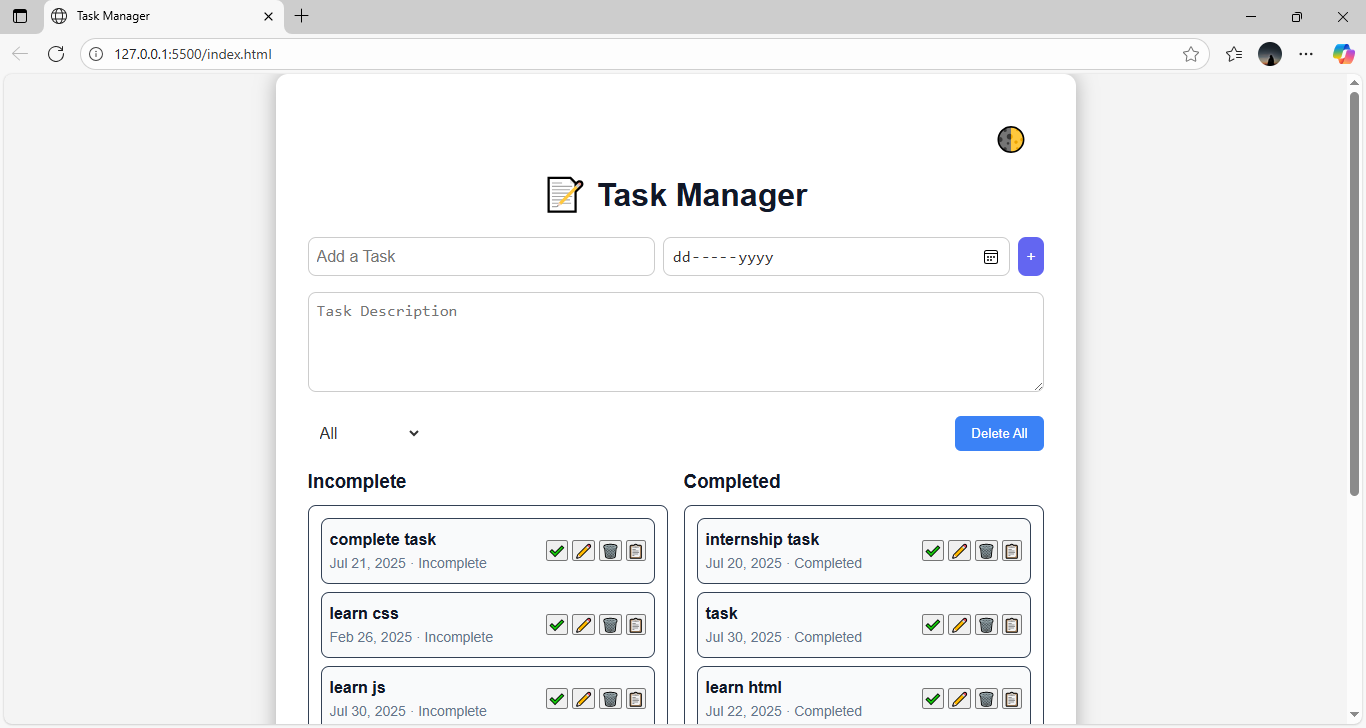 Task Manager
127.0.0.1:5500/index.html
Task Manager
Add a Task
dd-----yyyy
+
Task Description
All
Delete All
Incomplete
Completed
complete task
Jul 21, 2025 · Incomplete
internship task
Jul 20, 2025 · Completed
learn css
Feb 26, 2025 · Incomplete
task
Jul 30, 2025 · Completed
learn js
Jul 30, 2025 · Incomplete
learn html
Jul 22, 2025 · Completed